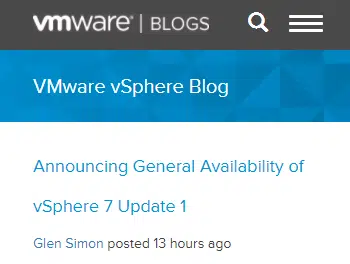 vmware® | BLOGS
VMware vSphere Blog
Announcing General Availability of
vSphere 7 Update 1
Glen Simon posted 13 hours ago